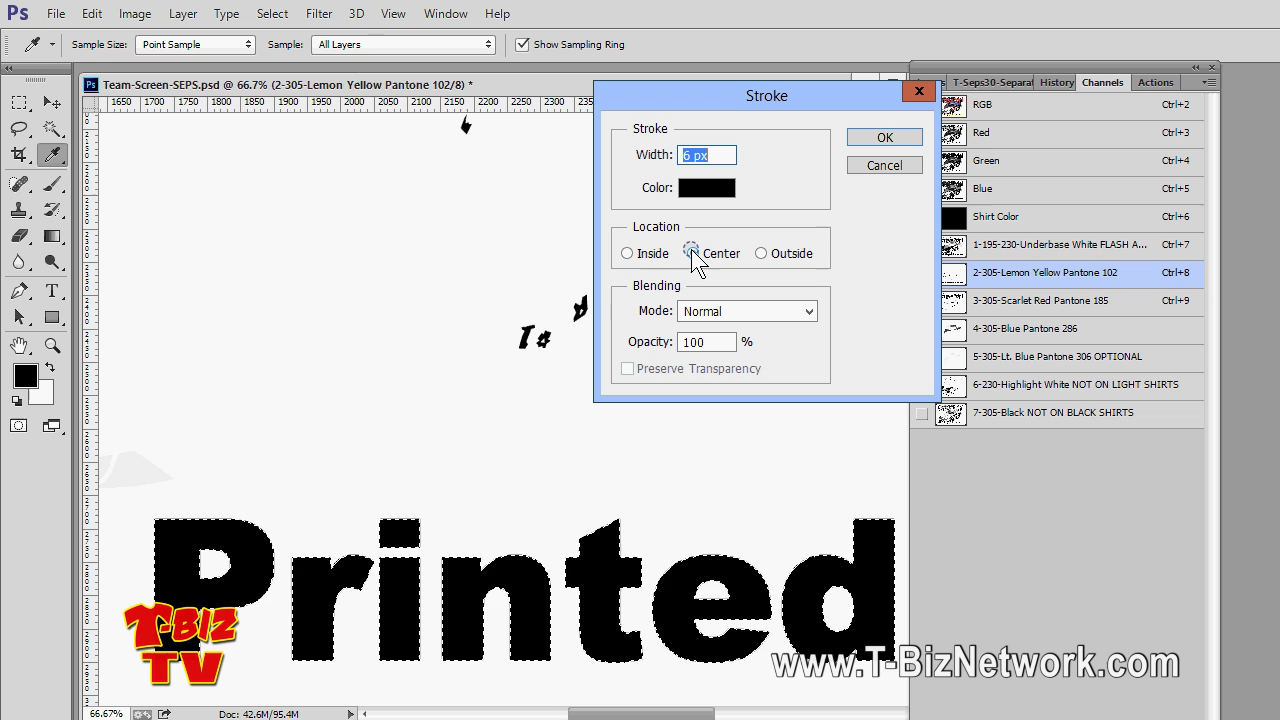 Ps File Edit Image Layer Type Select Filter 3D View Window Help
Sample Size: Point Sample Sample: All Layers Show Sampling Ring
Ps Team-Screen-SEPS.psd @ 66.7% (2-305-Lemon Yellow Pantone 102/8) *
T-Seps30-Separat History Channels Actions
1650 1700 1750 1800 1850 1900 1950 2000 2050 2100 2150 2200 2250 2300 235
Stroke
Stroke
Width: 6 px
Color:
OK
Cancel
Location
Inside Center Outside
Blending
Mode: Normal
Opacity: 100 %
Preserve Transparency
RGB Ctrl+2
Red Ctrl+3
Green Ctrl+4
Blue Ctrl+5
Shirt Color Ctrl+6
1-195-230-Underbase White FLASH A... Ctrl+7
2-305-Lemon Yellow Pantone 102 Ctrl+8
3-305-Scarlet Red Pantone 185 Ctrl+9
4-305-Blue Pantone 286
5-305-Lt. Blue Pantone 306 OPTIONAL
6-230-Highlight White NOT ON LIGHT SHIRTS
7-305-Black NOT ON BLACK SHIRTS
Printed
T-BIZ
TV
www.T-BizNetwork.com
66.67% Doc: 42.6M/95.4M